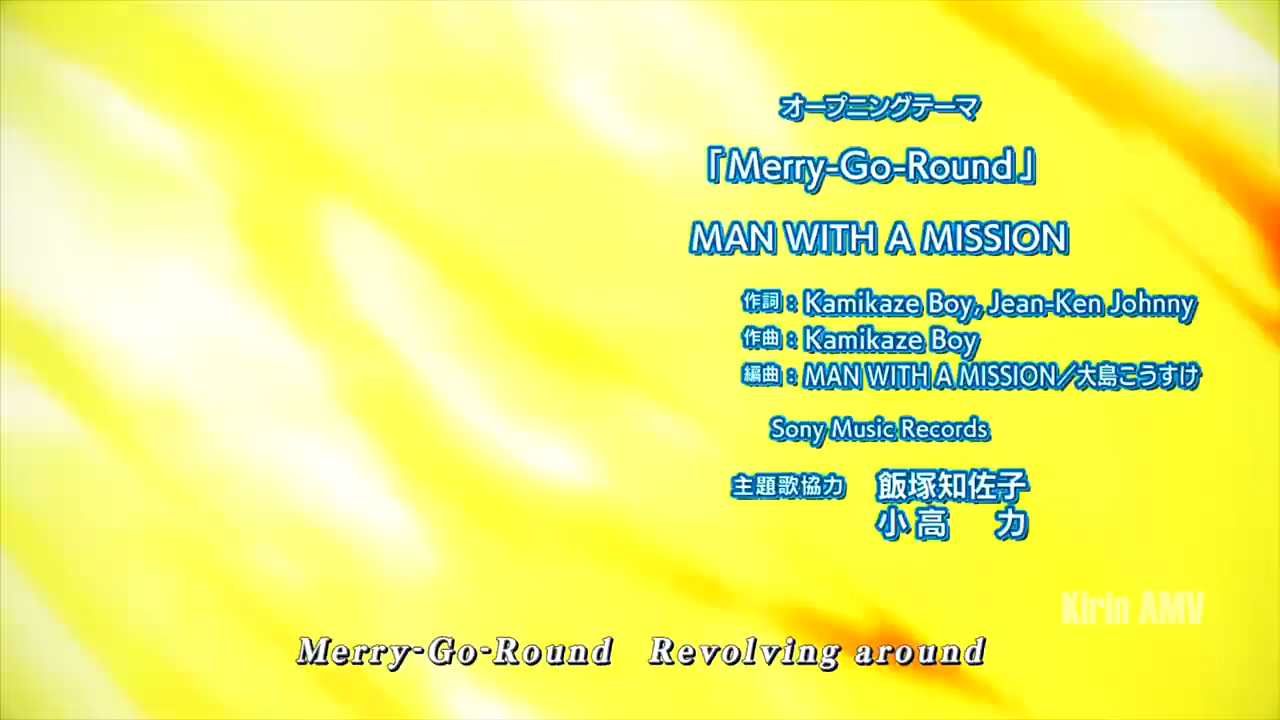 オープニングテーマ
「Merry-Go-Round」
MAN WITH A MISSION
作詞：Kamikaze Boy, Jean-Ken Johnny
作曲：Kamikaze Boy
編曲：MAN WITH A MISSION／大島こうすけ
Sony Music Records
主題歌協力 飯塚知佐子
小高 力
Kirin AMV
Merry-Go-Round Revolving around